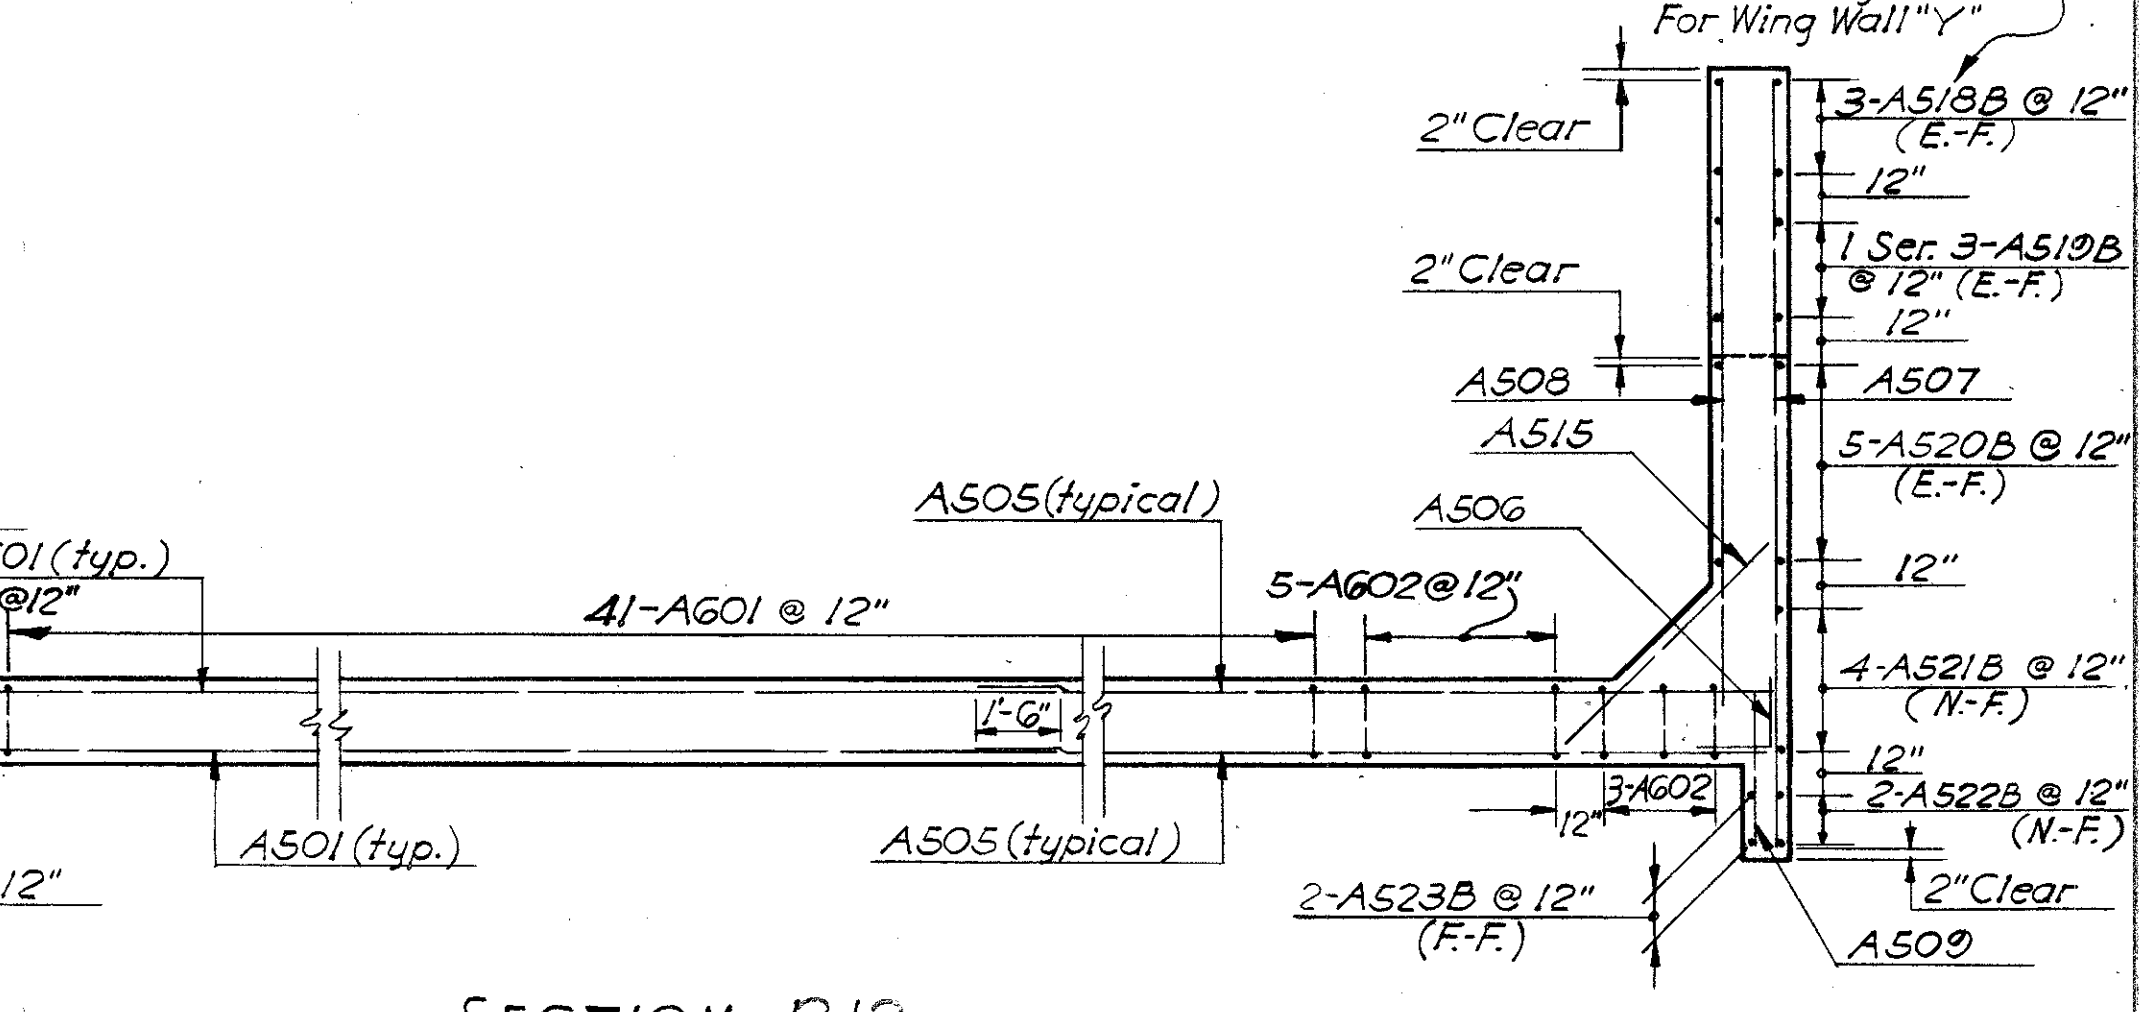 For Wing Wall "Y"
3-A518B @ 12"
(E.-F.)
2" Clear
12"
1 Ser. 3-A519B
@ 12" (E.-F.)
2" Clear
12"
A508
A507
A515
5-A520B @ 12"
(E.-F.)
A505 (typical)
A506
01 (typ.)
@12"
41-A601 @ 12"
5-A602@12"
12"
4-A521B @ 12"
(N.-F.)
1'-6"
12"
3-A602
12"
2-A522B @ 12"
(N.-F.)
A501 (typ.)
A505 (typical)
12"
2-A523B @ 12"
(F.-F.)
2" Clear
A509
SECTION